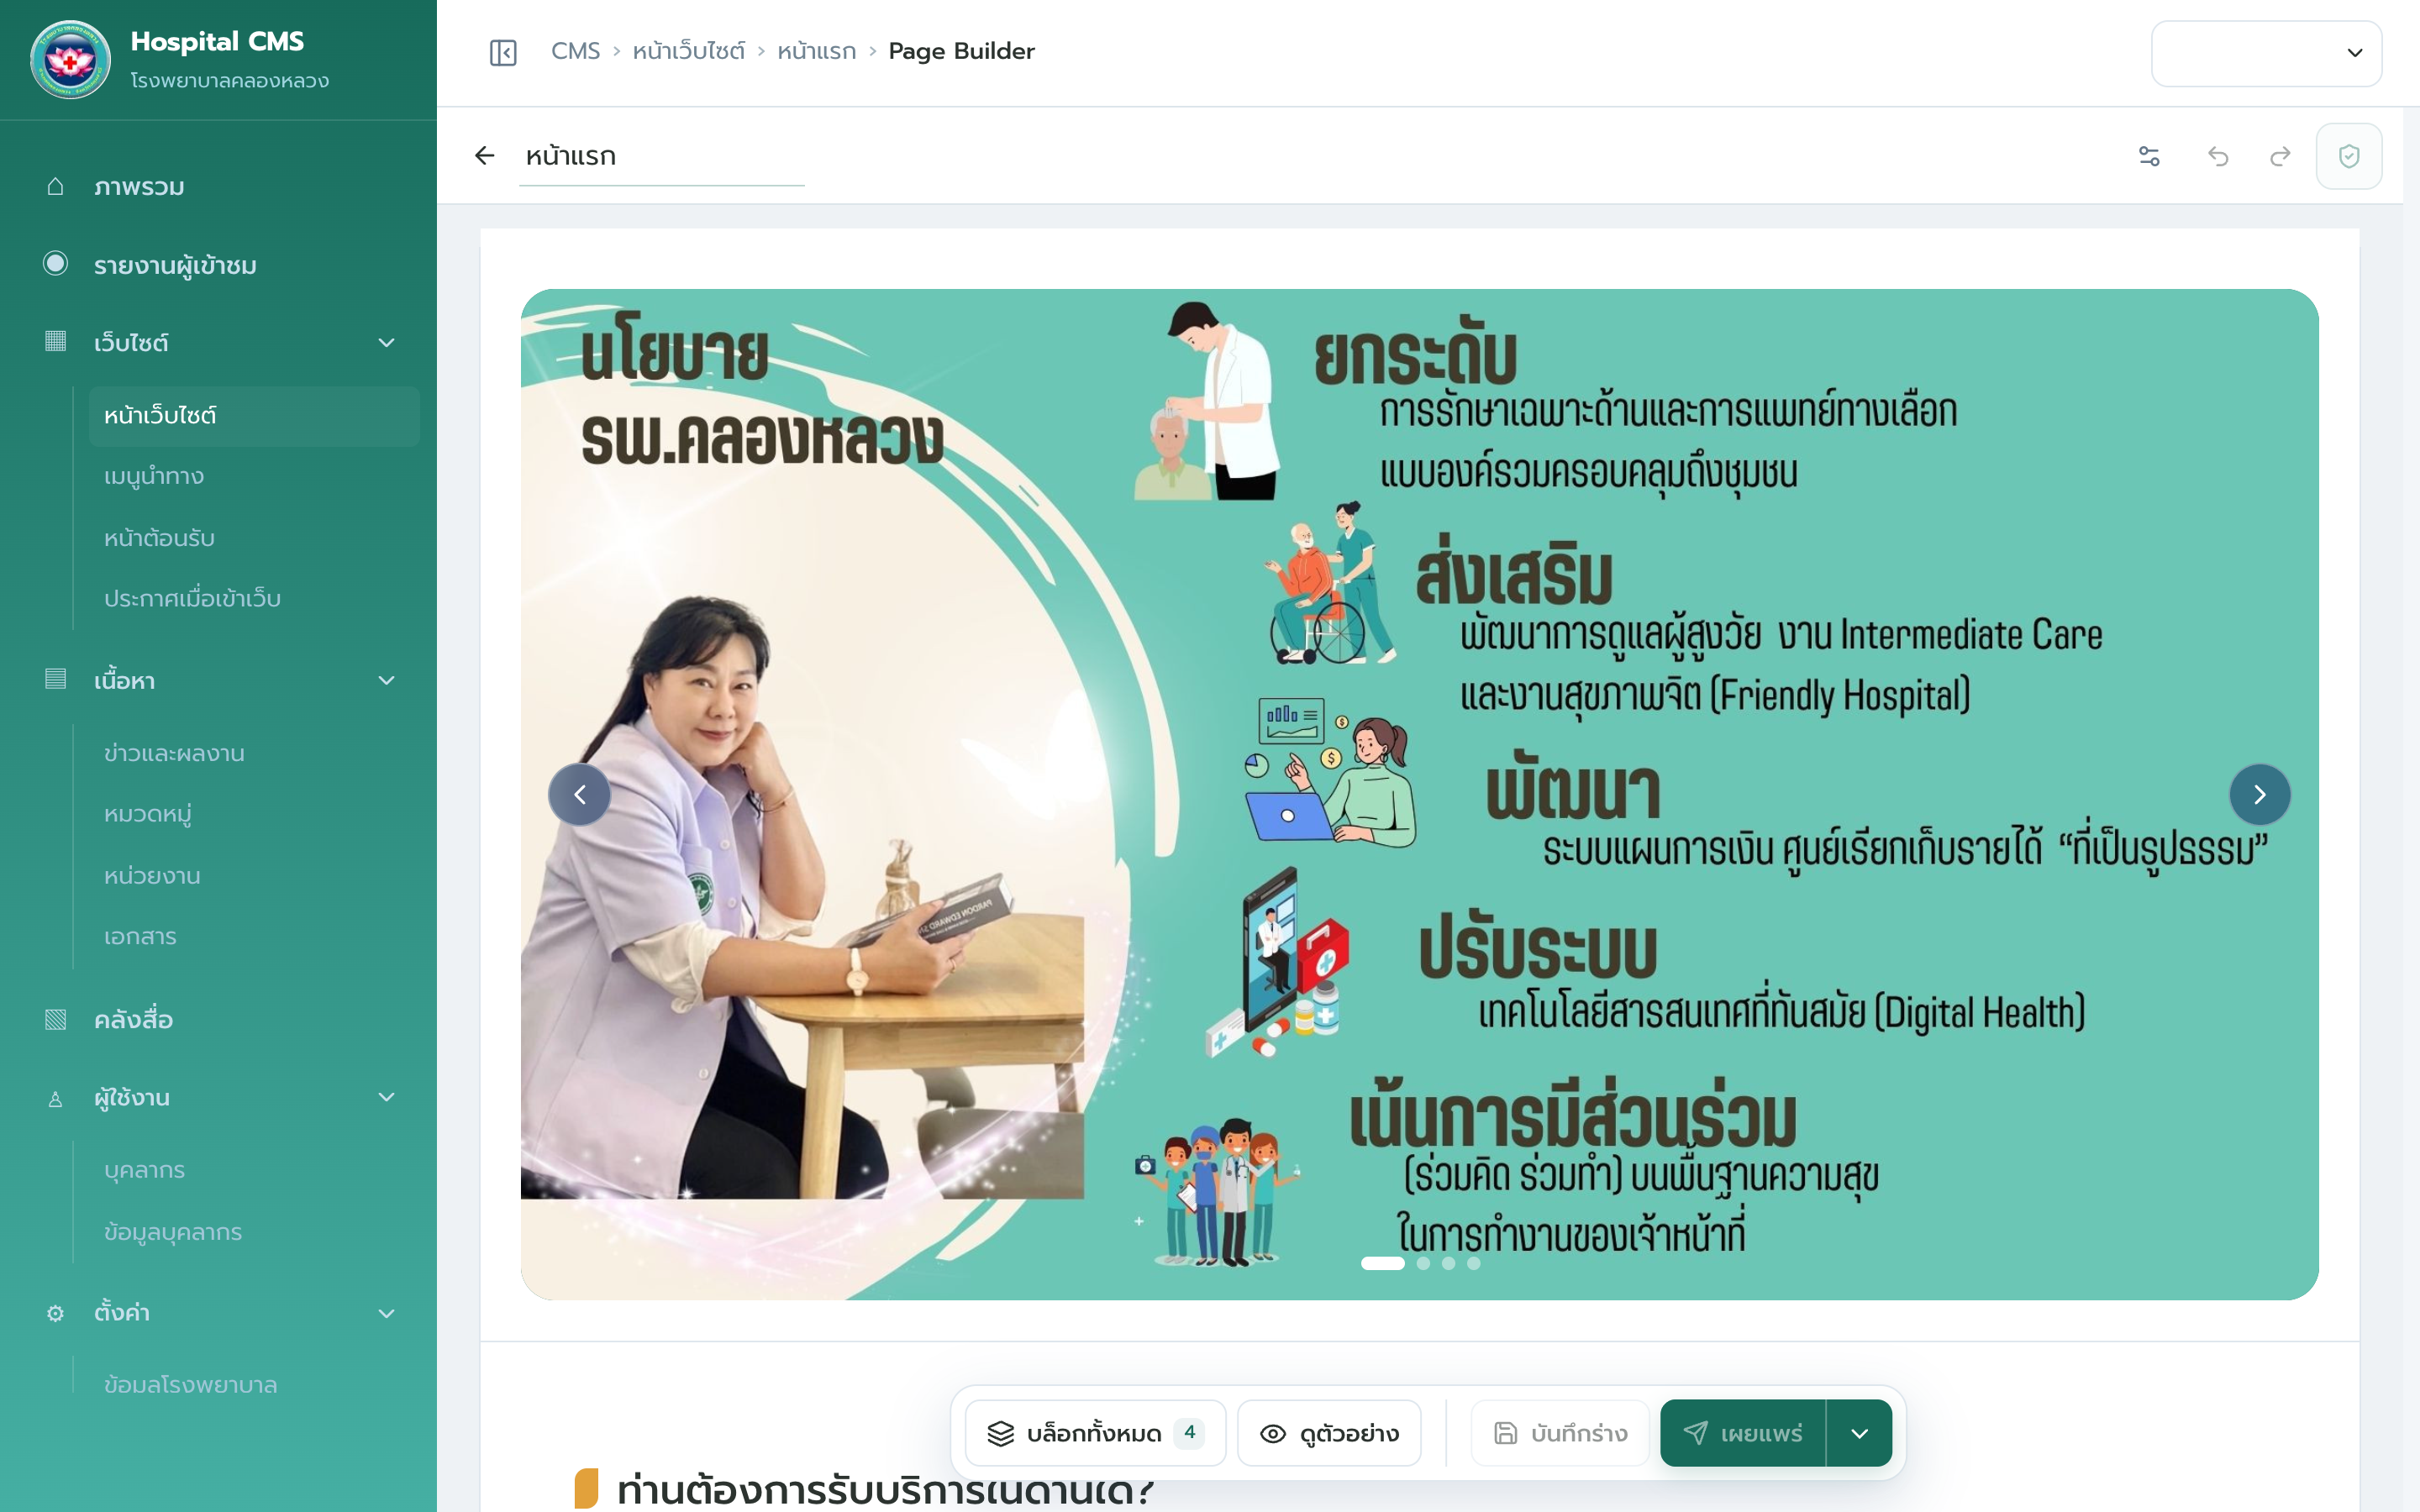 Hospital CMS
โรงพยาบาลคลองหลวง
ภาพรวม
รายงานผู้เข้าชม
เว็บไซต์
หน้าเว็บไซต์
เมนูนำทาง
หน้าต้อนรับ
ประกาศเมื่อเข้าเว็บ
เนื้อหา
ข่าวและผลงาน
หมวดหมู่
หน่วยงาน
เอกสาร
คลังสื่อ
ผู้ใช้งาน
บุคลากร
ข้อมูลบุคลากร
ตั้งค่า
ข้อมูลโรงพยาบาล
CMS › หน้าเว็บไซต์ › หน้าแรก › Page Builder
หน้าแรก
นโยบาย
รพ.คลองหลวง
ยกระดับ
การรักษาเฉพาะด้านและการแพทย์ทางเลือก
แบบองค์รวมครอบคลุมถึงชุมชน
ส่งเสริม
พัฒนาการดูแลผู้สูงวัย งาน Intermediate Care
และงานสุขภาพจิต (Friendly Hospital)
พัฒนา
ระบบแผนการเงิน ศูนย์เรียกเก็บรายได้ “ที่เป็นรูปธรรม”
ปรับระบบ
เทคโนโลยีสารสนเทศที่ทันสมัย (Digital Health)
เน้นการมีส่วนร่วม
(ร่วมคิด ร่วมทำ) บนพื้นฐานความสุข
ในการทำงานของเจ้าหน้าที่
บล็อกทั้งหมด 4
ดูตัวอย่าง
บันทึกร่าง
เผยแพร่
ท่านต้องการรับบริการในด้านใด?